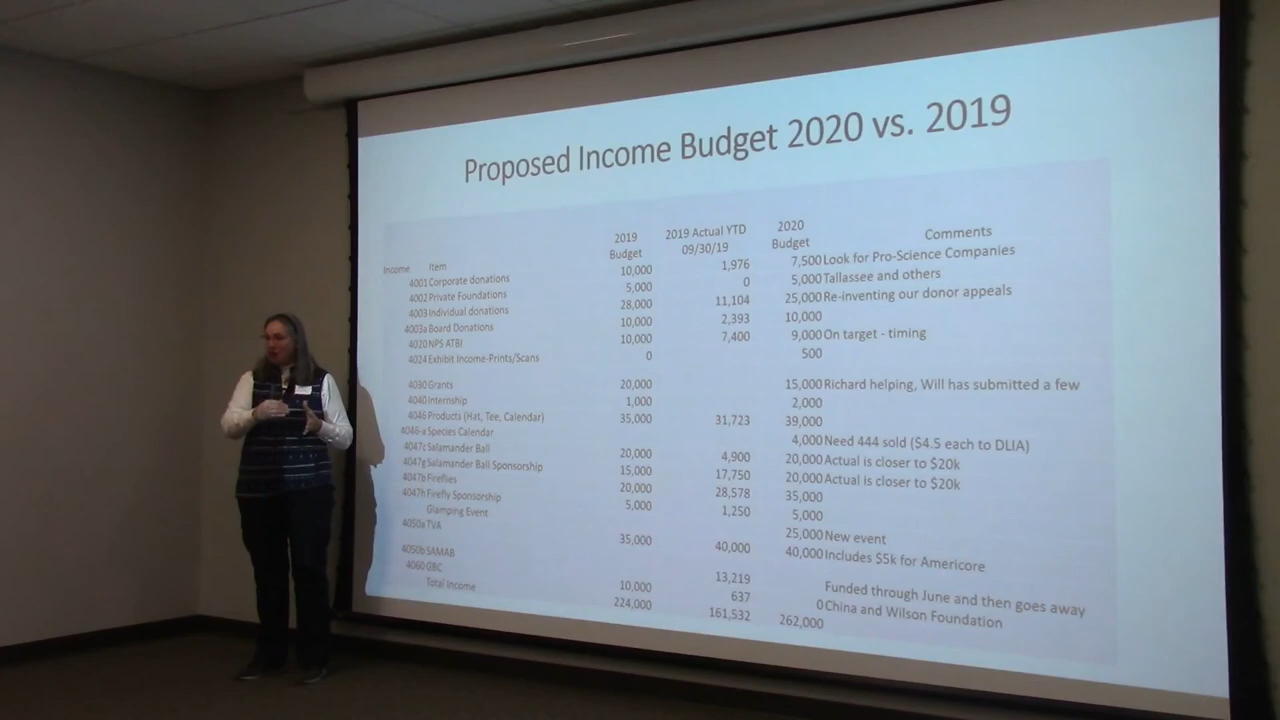 Proposed Income Budget 2020 vs. 2019
Income Item 2019 Budget 2019 Actual YTD 09/30/19 2020 Budget Comments
4001 Corporate donations 10,000 1,976 7,500 Look for Pro-Science Companies
4002 Private Foundations 5,000 0 5,000 Tallassee and others
4003 Individual donations 28,000 11,104 25,000 Re-inventing our donor appeals
4003a Board Donations 10,000 2,393 10,000
4020 NPS ATBI 10,000 7,400 9,000 On target - timing
4024 Exhibit Income-Prints/Scans 0 500
4030 Grants 20,000 15,000 Richard helping, Will has submitted a few
4040 Internship 1,000 2,000
4046 Products (Hat, Tee, Calendar) 35,000 31,723 39,000
4046-a Species Calendar 4,000 Need 444 sold ($4.5 each to DLIA)
4047c Salamander Ball 20,000 4,900 20,000 Actual is closer to $20k
4047g Salamander Ball Sponsorship 15,000 17,750 20,000 Actual is closer to $20k
4047b Fireflies 20,000 28,578 35,000
4047h Firefly Sponsorship 5,000 1,250 5,000
Glamping Event 25,000 New event
4050a TVA 35,000 40,000 40,000 Includes $5k for Americore
4050b SAMAB 13,219 Funded through June and then goes away
4060 GBC 10,000 637 0 China and Wilson Foundation
Total Income 224,000 161,532 262,000